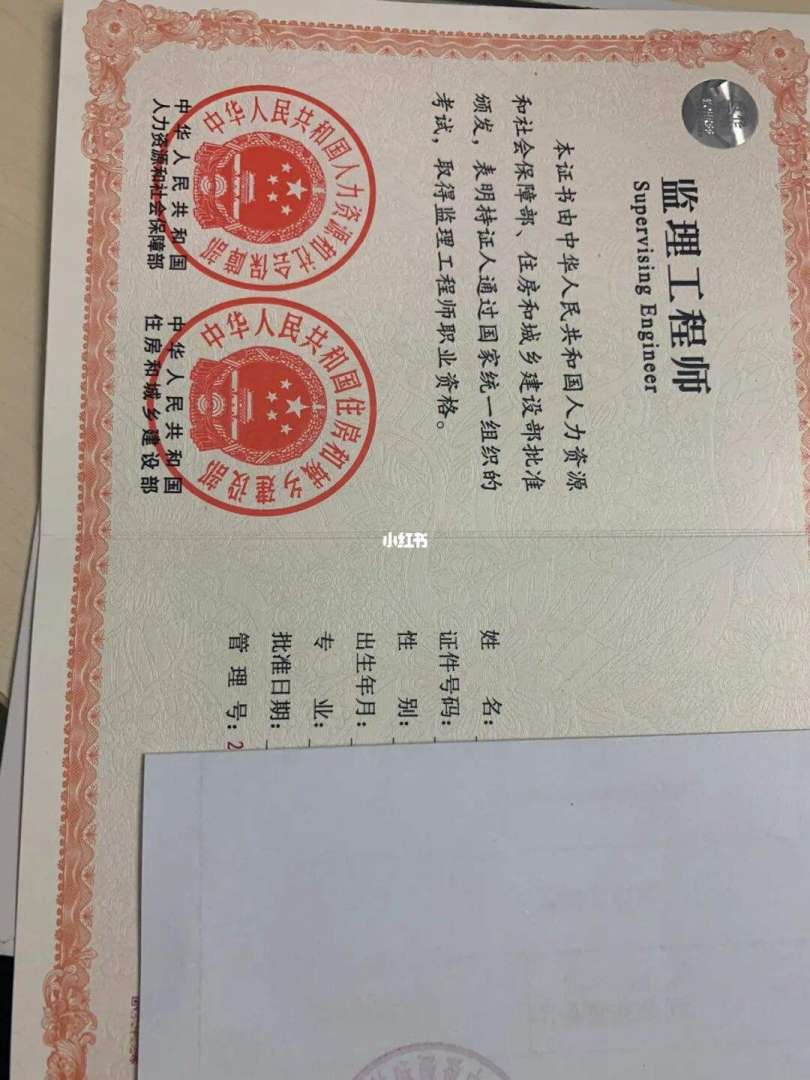 监理工程师
Supervising Engineer
本证书由中华人民共和国人力资源
和社会保障部、住房和城乡建设部批准
颁发，表明持证人通过国家统一组织的
考试，取得监理工程师职业资格。
中华人民共和国人力资源和社会保障部
中华人民共和国
人力资源和社会保障部
中华人民共和国住房和城乡建设部
中华人民共和国
住房和城乡建设部
小红书
姓 名：
证件号码：
性 别：
出生年月：
专 业：
批准日期：
管 理 号：2